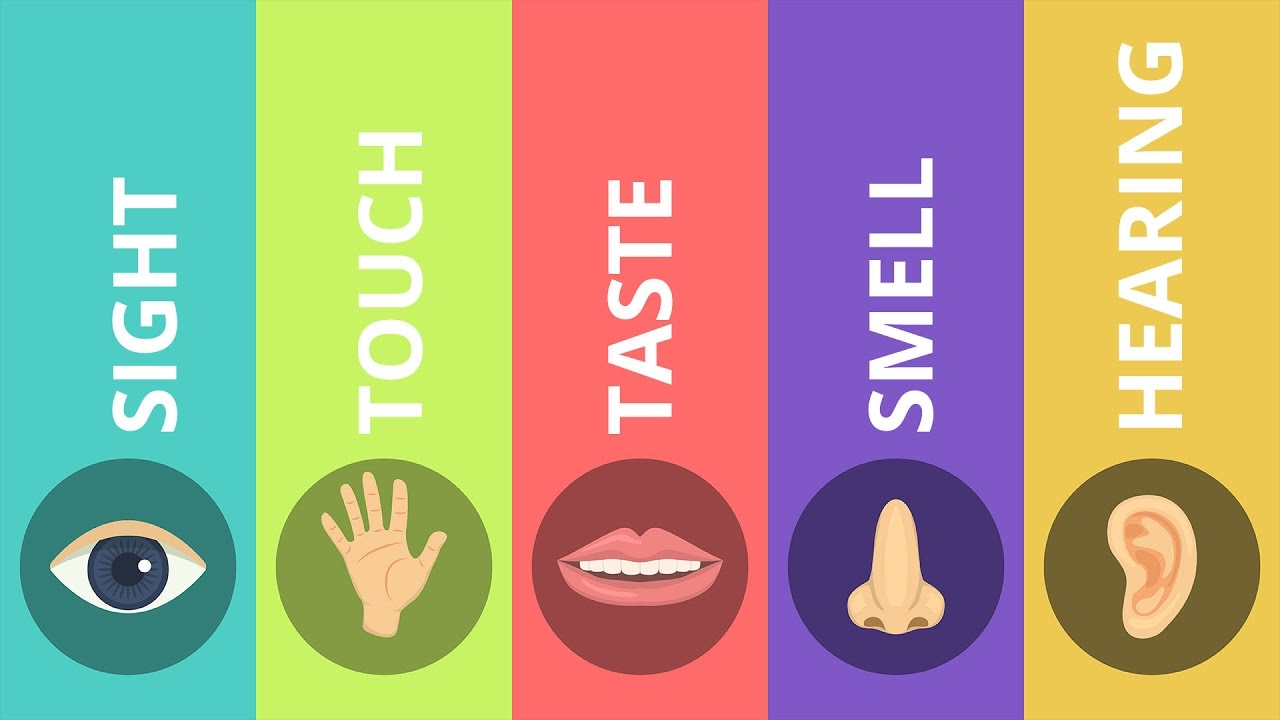 SIGHT
TOUCH
TASTE
SMELL
HEARING